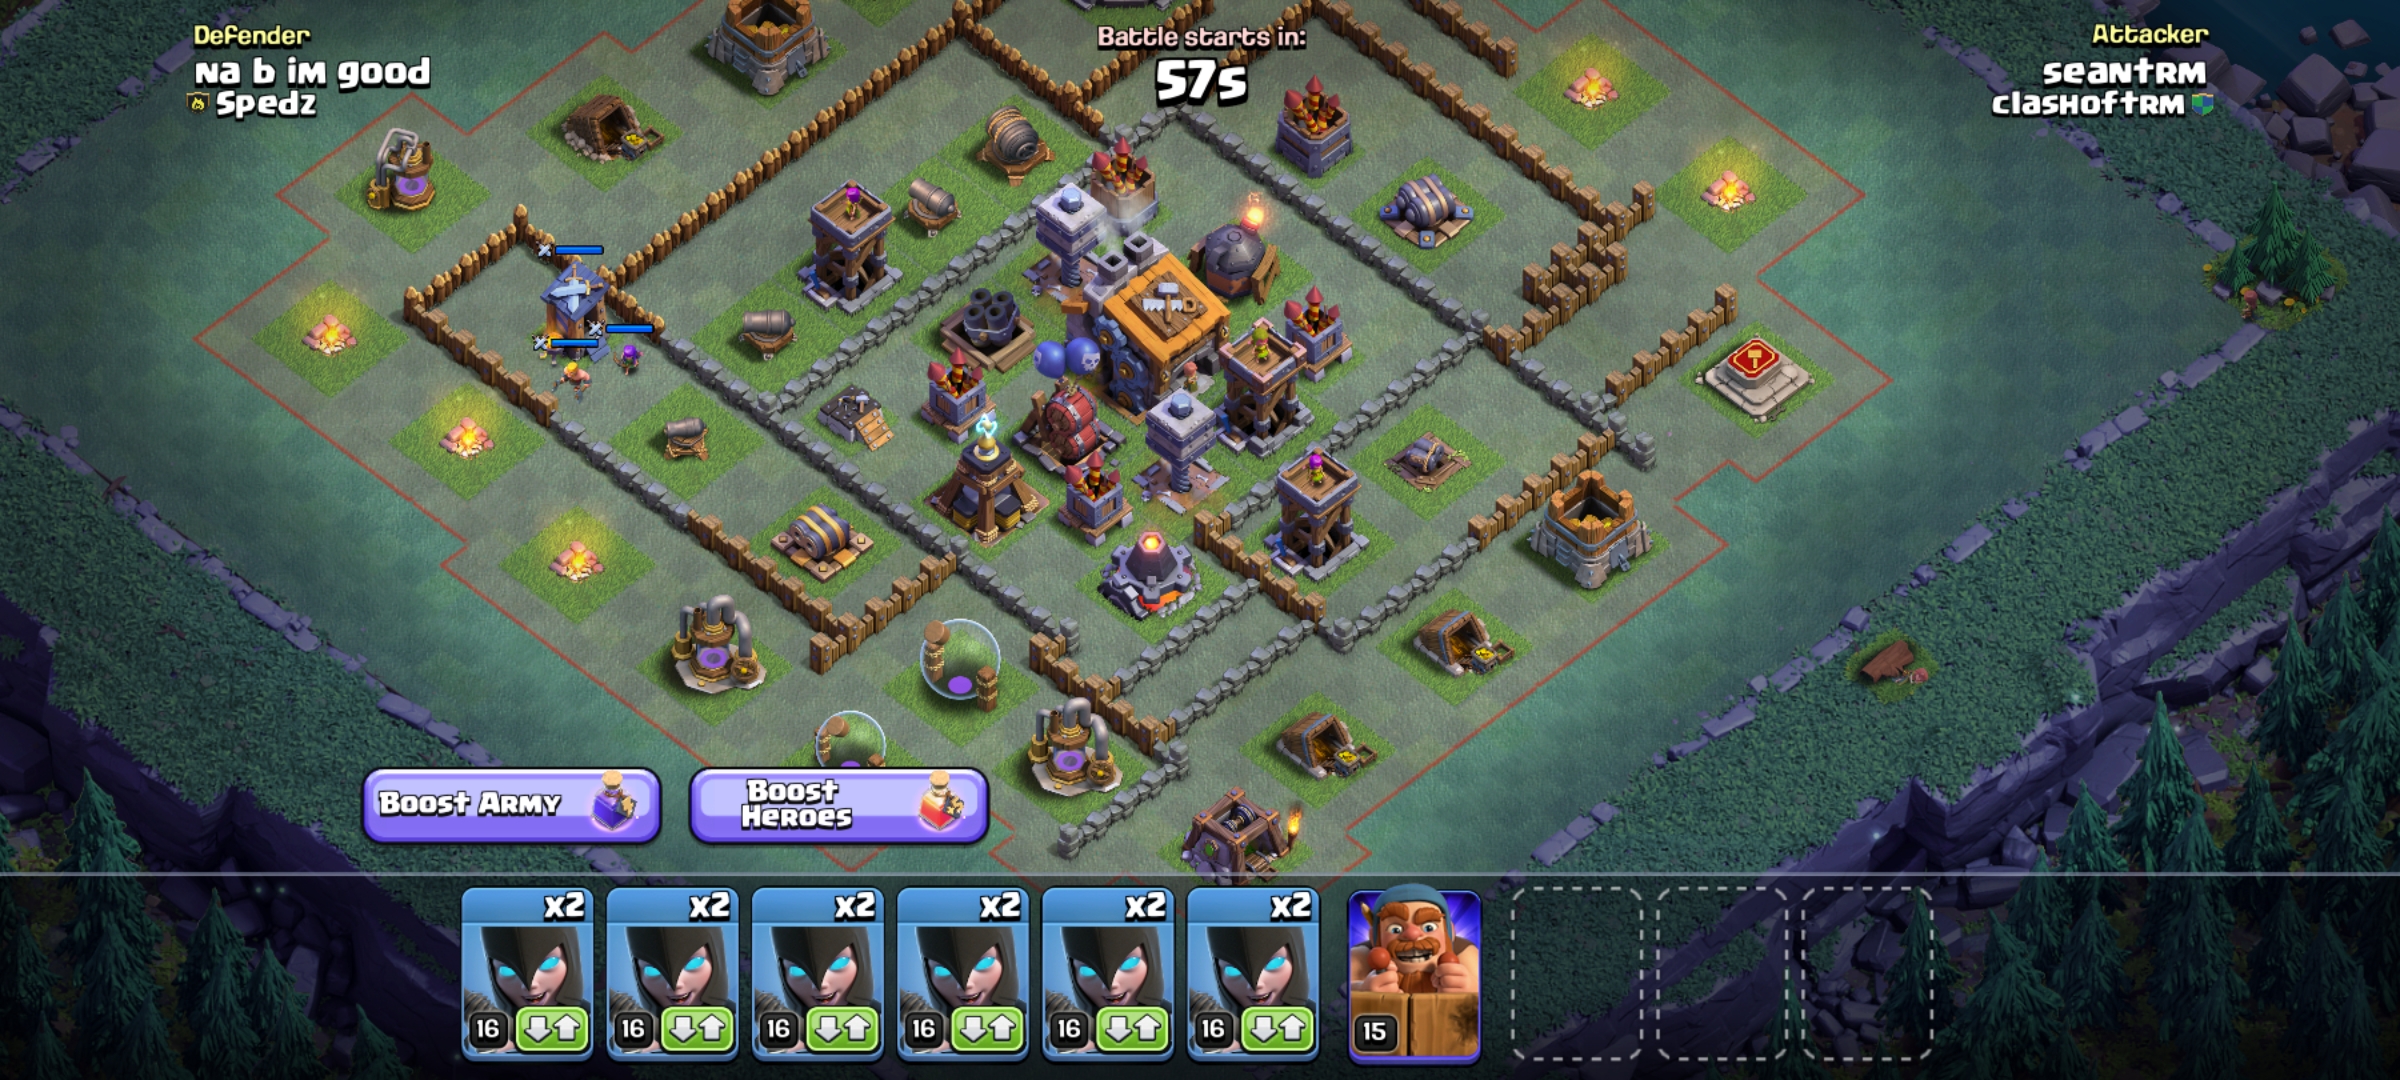 Defender
Na b im good
Spedz
Battle starts in:
57s
Attacker
seantRM
clashoftRM
Boost Army
Boost
Heroes
x2
x2
x2
x2
x2
x2
16
16
16
16
16
16
15